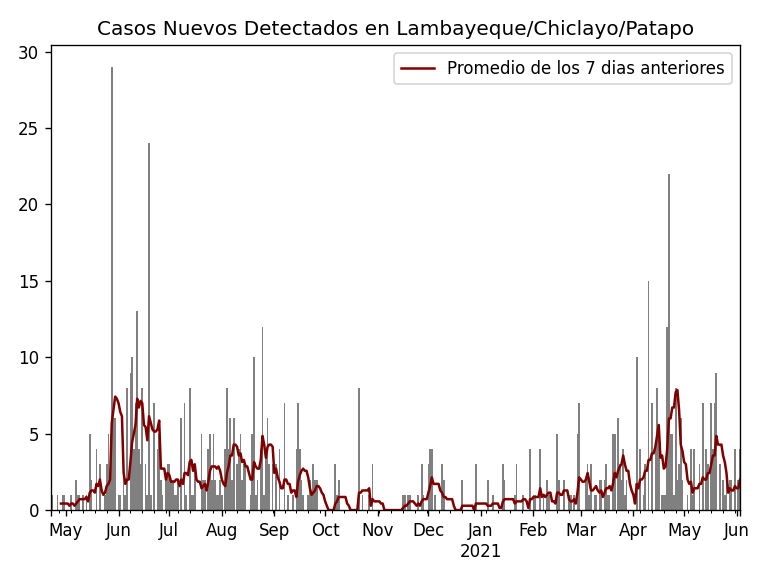 Casos Nuevos Detectados en Lambayeque/Chiclayo/Patapo
Promedio de los 7 dias anteriores
30
25
20
15
10
5
0
May Jun Jul Aug Sep Oct Nov Dec Jan Feb Mar Apr May Jun
2021